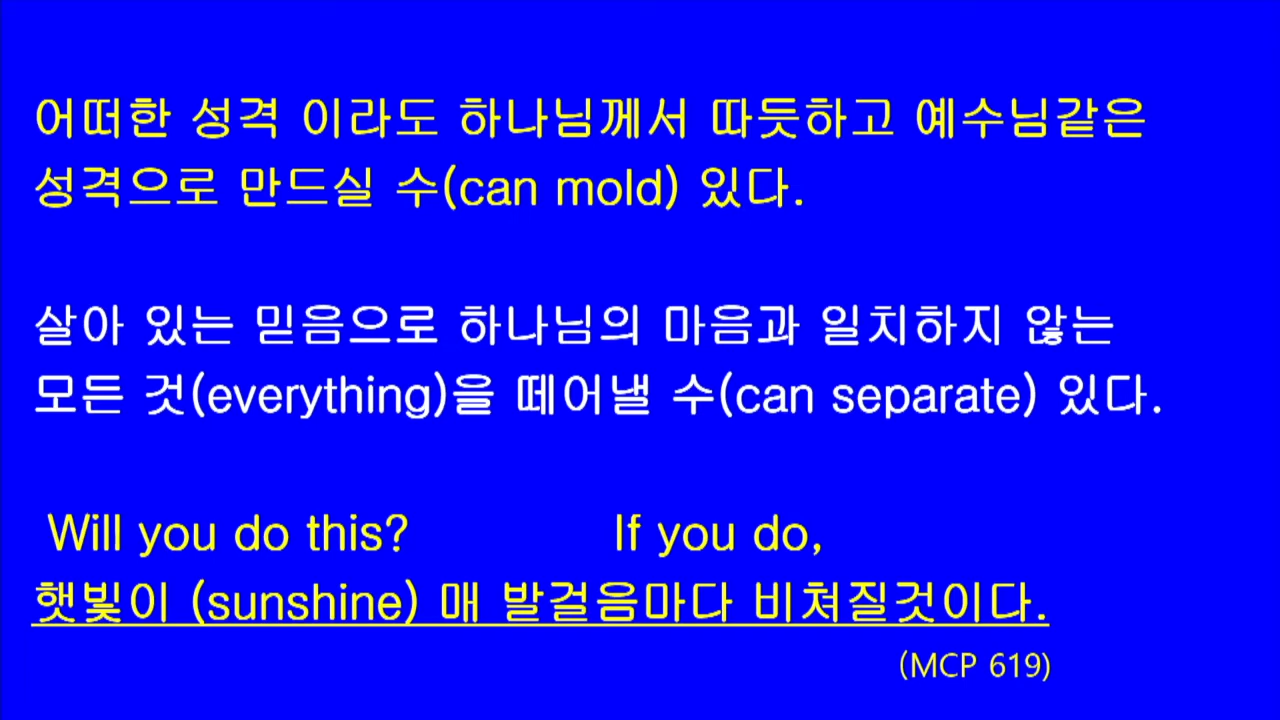 어떠한 성격 이라도 하나님께서 따듯하고 예수님같은
성격으로 만드실 수(can mold) 있다.
살아 있는 믿음으로 하나님의 마음과 일치하지 않는
모든 것(everything)을 떼어낼 수(can separate) 있다.
Will you do this? If you do,
햇빛이 (sunshine) 매 발걸음마다 비쳐질것이다.
(MCP 619)